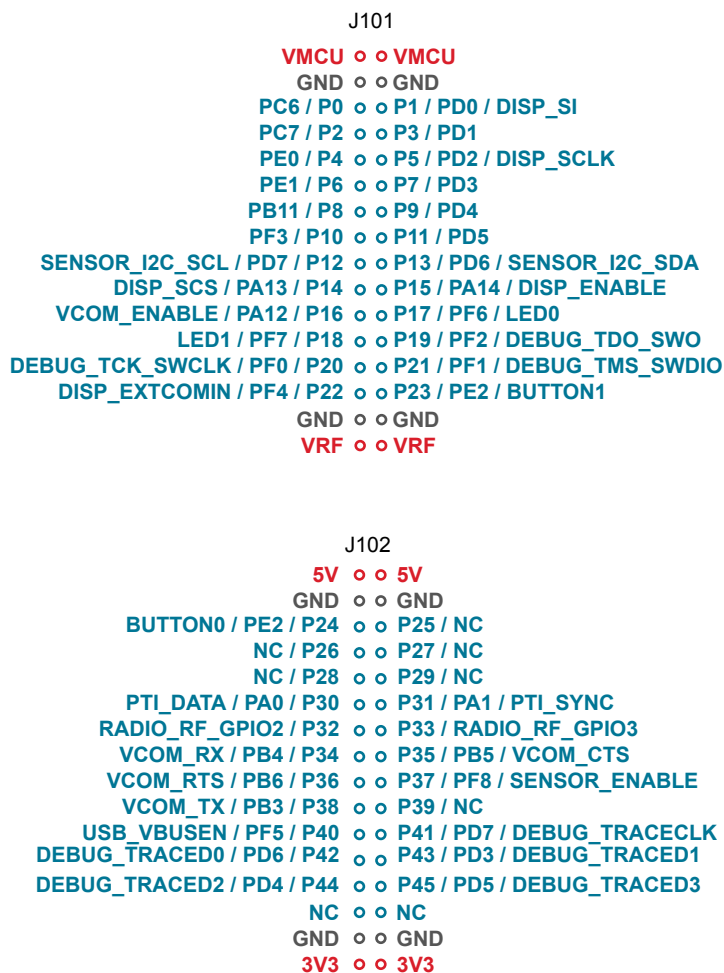 J101
VMCU VMCU
GND GND
PC6 / P0 P1 / PD0 / DISP_SI
PC7 / P2 P3 / PD1
PE0 / P4 P5 / PD2 / DISP_SCLK
PE1 / P6 P7 / PD3
PB11 / P8 P9 / PD4
PF3 / P10 P11 / PD5
SENSOR_I2C_SCL / PD7 / P12 P13 / PD6 / SENSOR_I2C_SDA
DISP_SCS / PA13 / P14 P15 / PA14 / DISP_ENABLE
VCOM_ENABLE / PA12 / P16 P17 / PF6 / LED0
LED1 / PF7 / P18 P19 / PF2 / DEBUG_TDO_SWO
DEBUG_TCK_SWCLK / PF0 / P20 P21 / PF1 / DEBUG_TMS_SWDIO
DISP_EXTCOMIN / PF4 / P22 P23 / PE2 / BUTTON1
GND GND
VRF VRF
J102
5V 5V
GND GND
BUTTON0 / PE2 / P24 P25 / NC
NC / P26 P27 / NC
NC / P28 P29 / NC
PTI_DATA / PA0 / P30 P31 / PA1 / PTI_SYNC
RADIO_RF_GPIO2 / P32 P33 / RADIO_RF_GPIO3
VCOM_RX / PB4 / P34 P35 / PB5 / VCOM_CTS
VCOM_RTS / PB6 / P36 P37 / PF8 / SENSOR_ENABLE
VCOM_TX / PB3 / P38 P39 / NC
USB_VBUSEN / PF5 / P40 P41 / PD7 / DEBUG_TRACECLK
DEBUG_TRACED0 / PD6 / P42 P43 / PD3 / DEBUG_TRACED1
DEBUG_TRACED2 / PD4 / P44 P45 / PD5 / DEBUG_TRACED3
NC NC
GND GND
3V3 3V3